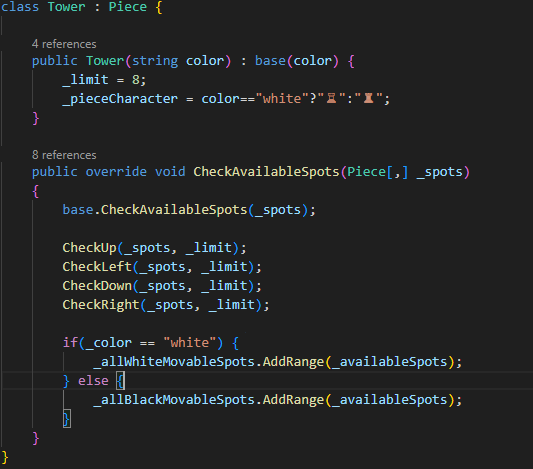 class Tower : Piece {
4 references
public Tower(string color) : base(color) {
_limit = 8;
_pieceCharacter = color=="white"?"♖":"♜";
}
8 references
public override void CheckAvailableSpots(Piece[,] _spots)
{
base.CheckAvailableSpots(_spots);
CheckUp(_spots, _limit);
CheckLeft(_spots, _limit);
CheckDown(_spots, _limit);
CheckRight(_spots, _limit);
if(_color == "white") {
_allWhiteMovableSpots.AddRange(_availableSpots);
} else {
_allBlackMovableSpots.AddRange(_availableSpots);
}
}
}